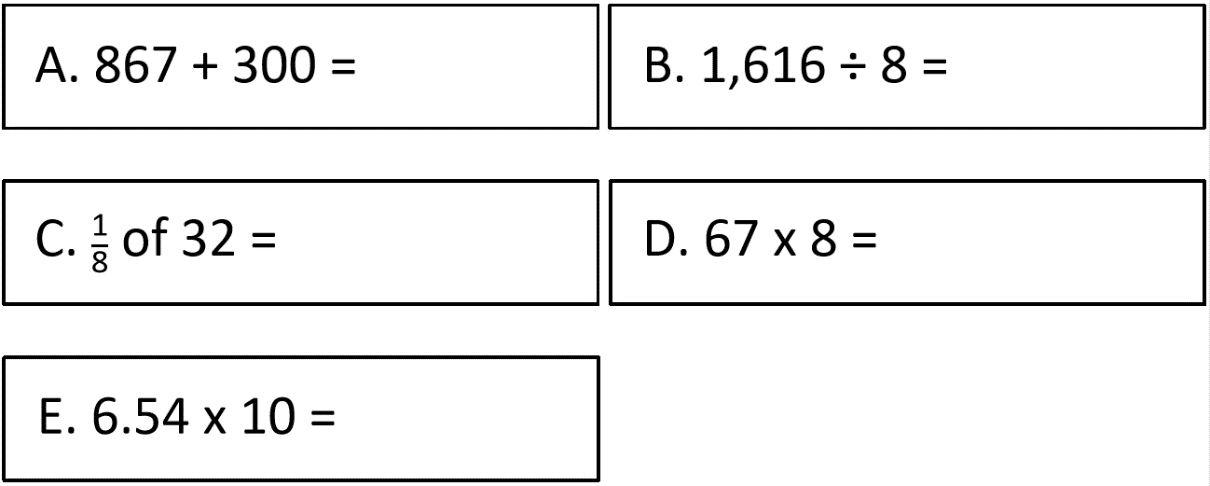 A. 867 + 300 =
B. 1,616 ÷ 8 =
C. 1/8 of 32 =
D. 67 x 8 =
E. 6.54 x 10 =